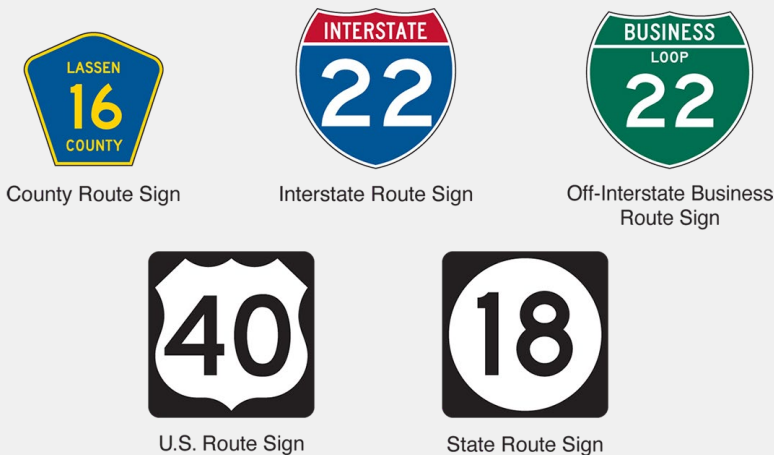 LASSEN
16
COUNTY
County Route Sign
INTERSTATE
22
Interstate Route Sign
BUSINESS
LOOP
22
Off-Interstate Business
Route Sign
40
U.S. Route Sign
18
State Route Sign